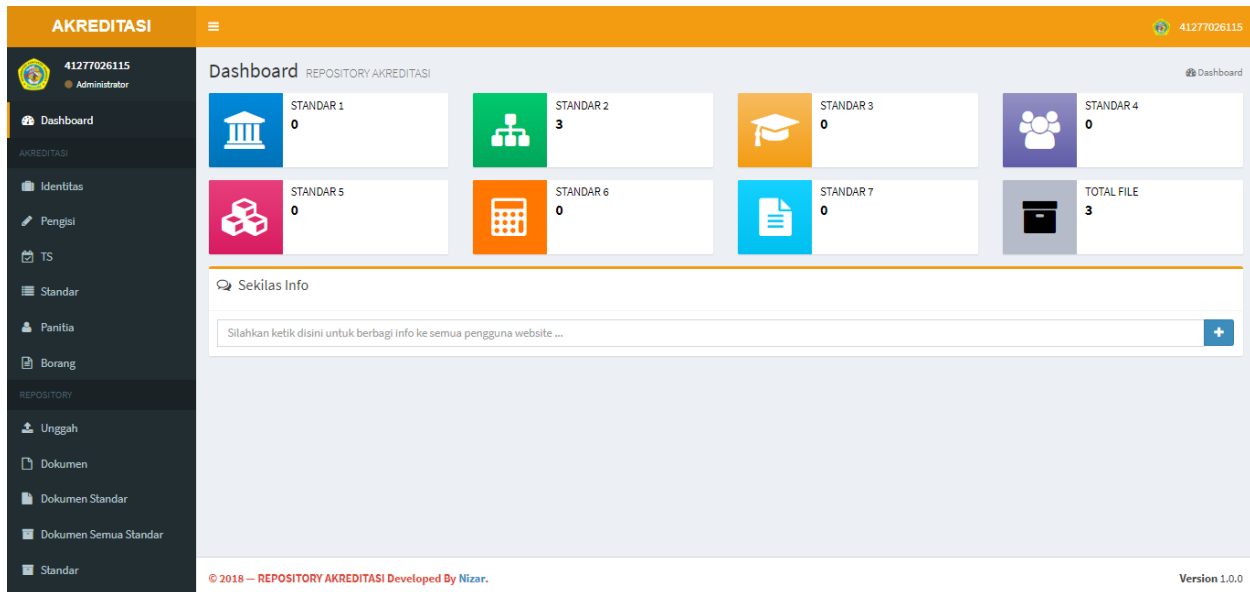 AKREDITASI
41277026115
41277026115
Administrator
Dashboard
AKREDITASI
Identitas
Pengisi
TS
Standar
Panitia
Borang
REPOSITORY
Unggah
Dokumen
Dokumen Standar
Dokumen Semua Standar
Standar
Dashboard REPOSITORY AKREDITASI
Dashboard
STANDAR 1
0
STANDAR 2
3
STANDAR 3
0
STANDAR 4
0
STANDAR 5
0
STANDAR 6
0
STANDAR 7
0
TOTAL FILE
3
Sekilas Info
Silahkan ketik disini untuk berbagi info ke semua pengguna website ...
© 2018 — REPOSITORY AKREDITASI Developed By Nizar.
Version 1.0.0